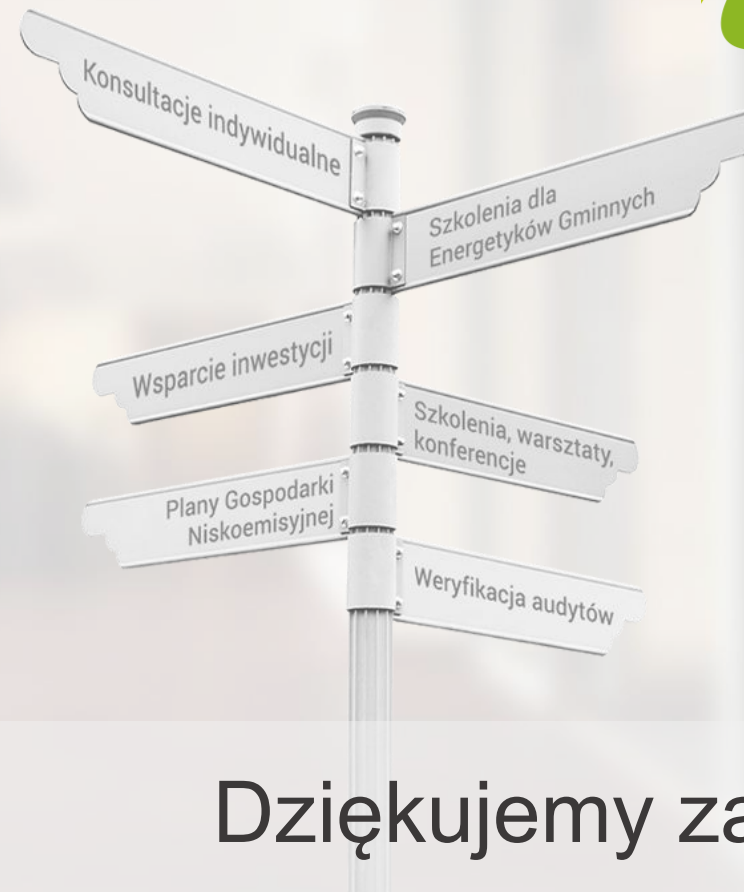 Konsultacje indywidualne
Szkolenia dla
Energetyków Gminnych
Wsparcie inwestycji
Szkolenia, warsztaty,
konferencje
Plany Gospodarki
Niskoemisyjnej
Weryfikacja audytów
Dziękujemy za